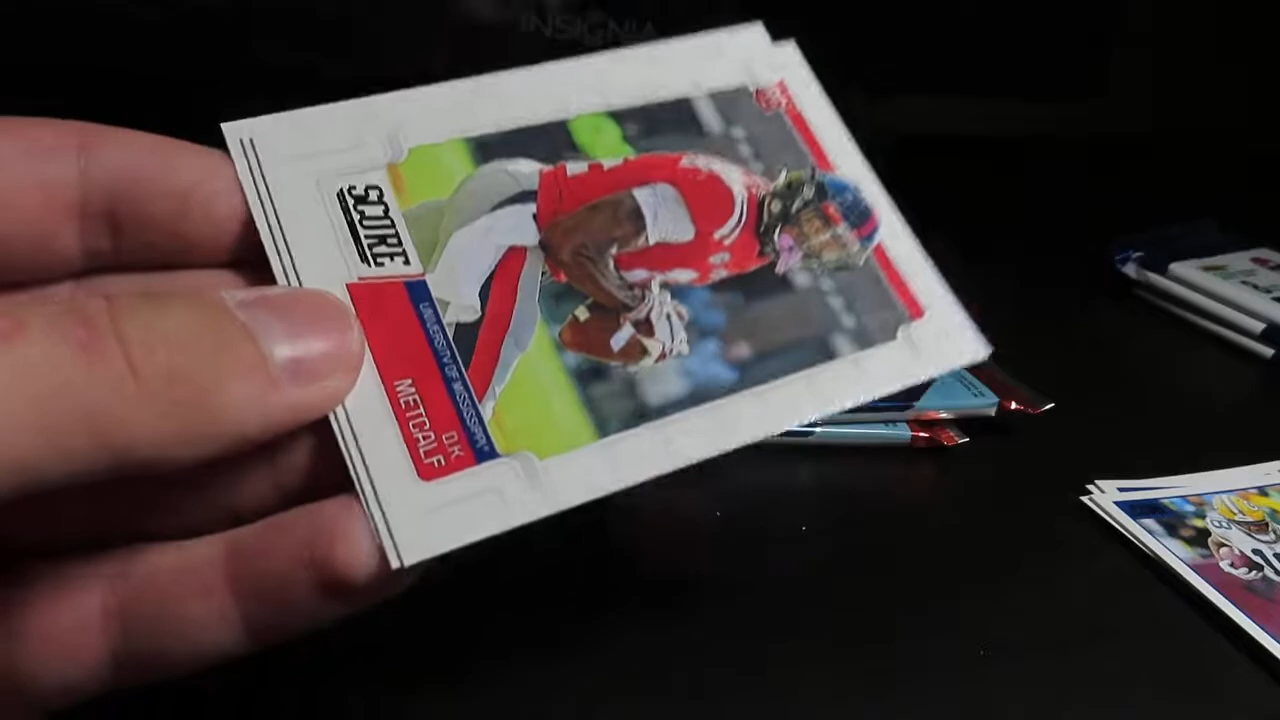 INSIGNIA
SCORE
UNIVERSITY OF MISSISSIPPI
D.K.
METCALF